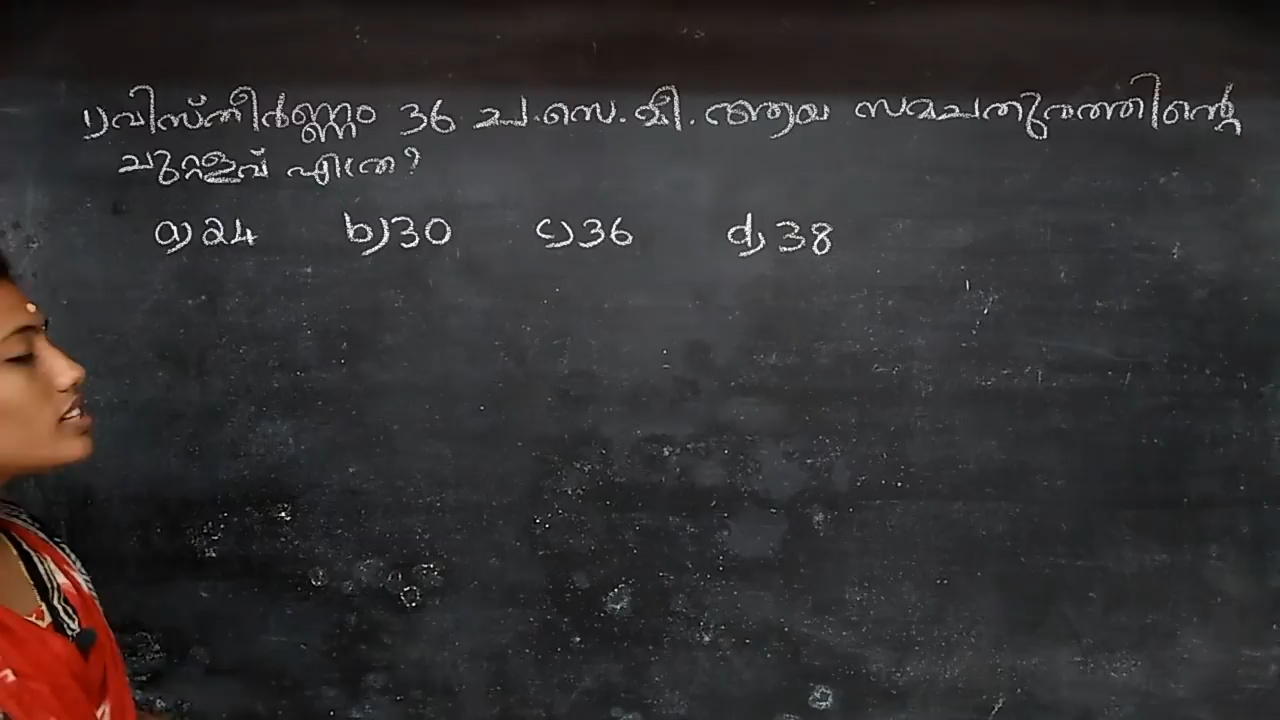 1) വിസ്തീർണ്ണം 36 ച.സെ.മീ. ആയ സമചതുരത്തിന്റെ
ചുറ്റളവ് എത്ര?
a) 24 b) 30 c) 36 d) 38